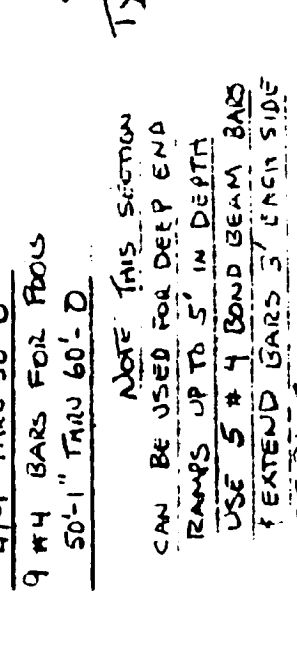 9 #4 BARS FOR POOLS
50'-1" THRU 60'-0
NOTE THIS SECTION
CAN BE USED FOR DEEP END
RAMPS UP TO 5' IN DEPTH
USE 5 #4 BOND BEAM BARS
& EXTEND BARS 3' EACH SIDE